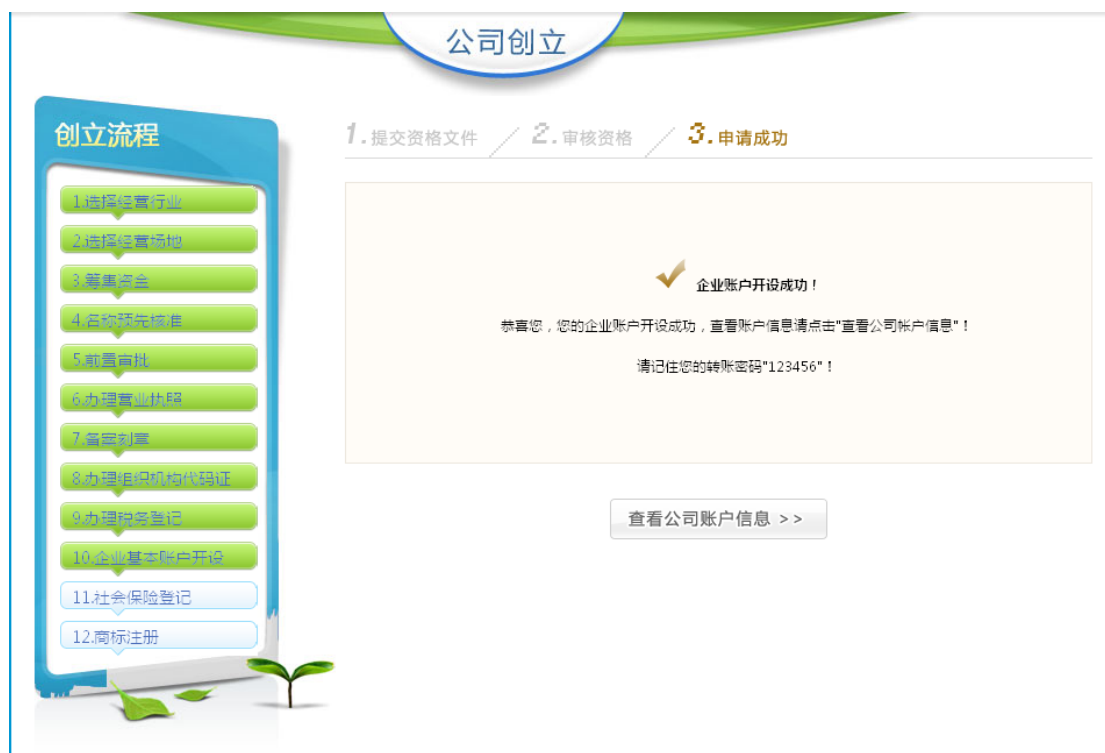 公司创立
创立流程
1.选择经营行业
2.选择经营场地
3.筹集资金
4.名称预先核准
5.前置审批
6.办理营业执照
7.备案刻章
8.办理组织机构代码证
9.办理税务登记
10.企业基本账户开设
11.社会保险登记
12.商标注册
1.提交资格文件 2.审核资格 3.申请成功
企业账户开设成功！
恭喜您，您的企业账户开设成功，查看账户信息请点击"查看公司帐户信息"！
请记住您的转账密码"123456"！
查看公司账户信息 >>